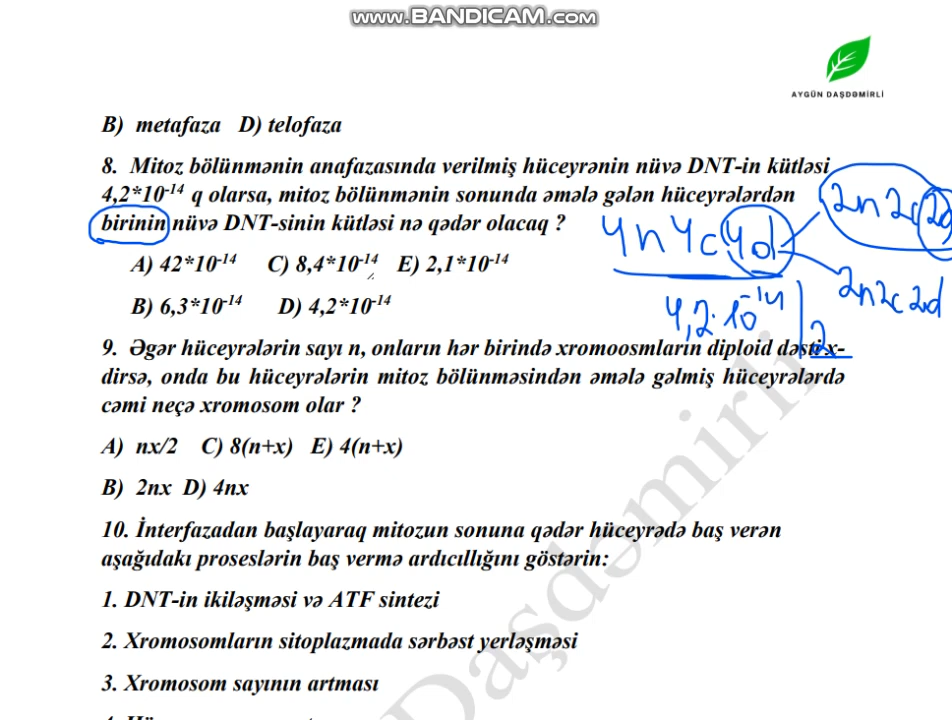 www.BANDICAM.com
AYGÜN DAŞDƏMİRLİ
B) metafaza D) telofaza
8. Mitoz bölünmənin anafazasında verilmiş hüceyrənin nüvə DNT-in kütləsi
4,2*10⁻¹⁴ q olarsa, mitoz bölünmənin sonunda əmələ gələn hüceyrələrdən
birinin nüvə DNT-sinin kütləsi nə qədər olacaq ?
2n2c2d
4n4c4d
A) 42*10⁻¹⁴ C) 8,4*10⁻¹⁴ E) 2,1*10⁻¹⁴
2n2c2d
B) 6,3*10⁻¹⁴ D) 4,2*10⁻¹⁴
4,2·10⁻¹⁴ | 2
9. Əgər hüceyrələrin sayı n, onların hər birində xromoosmların diploid dəsti x-
dirsə, onda bu hüceyrələrin mitoz bölünməsindən əmələ gəlmiş hüceyrələrdə
cəmi neçə xromosom olar ?
A) nx/2 C) 8(n+x) E) 4(n+x)
B) 2nx D) 4nx
10. İnterfazadan başlayaraq mitozun sonuna qədər hüceyrədə baş verən
aşağıdakı proseslərin baş vermə ardıcıllığını göstərin:
1. DNT-in ikiləşməsi və ATF sintezi
2. Xromosomların sitoplazmada sərbəst yerləşməsi
3. Xromosom sayının artması
Daşdəmirli